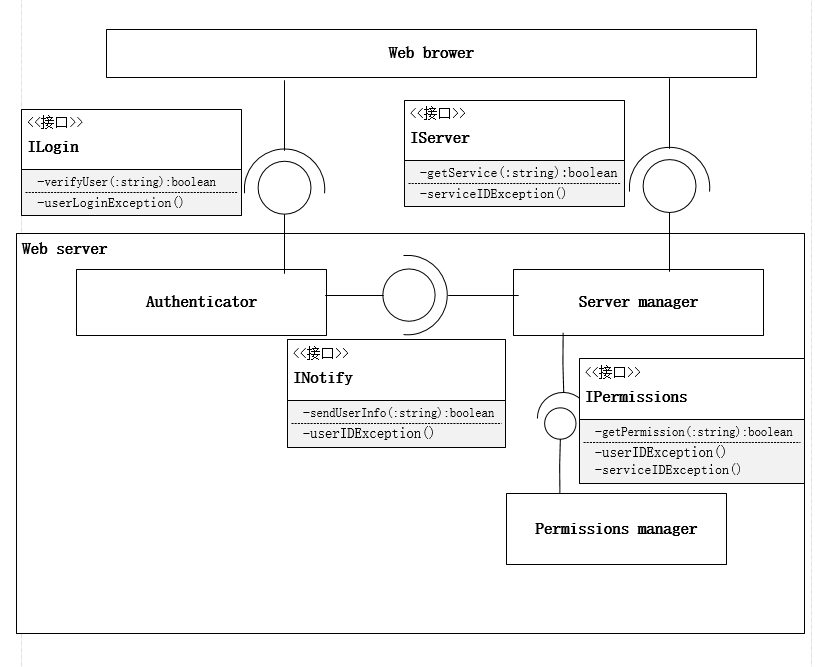 Web brower
<<接口>>
ILogin
-verifyUser(:string):boolean
-userLoginException()
<<接口>>
IServer
-getService(:string):boolean
-serviceIDException()
Web server
Authenticator
Server manager
<<接口>>
INotify
-sendUserInfo(:string):boolean
-userIDException()
<<接口>>
IPermissions
-getPermission(:string):boolean
-userIDException()
-serviceIDException()
Permissions manager